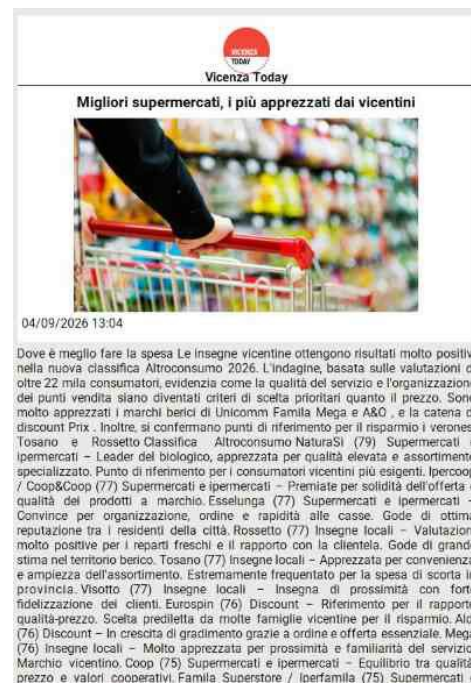 VICENZA
TODAY
Vicenza Today
Migliori supermercati, i più apprezzati dai vicentini
04/09/2026 13:04
Dove è meglio fare la spesa Le insegne vicentine ottengono risultati molto positiv
nella nuova classifica Altroconsumo 2026. L'indagine, basata sulle valutazioni d
oltre 22 mila consumatori, evidenzia come la qualità del servizio e l'organizzazione
dei punti vendita siano diventati criteri di scelta prioritari quanto il prezzo. Sono
molto apprezzati i marchi berici di Unicomm Famila Mega e A&O , e la catena d
discount Prix . Inoltre, si confermano punti di riferimento per il risparmio i verones
Tosano e Rossetto Classifica Altroconsumo NaturaSì (79) Supermercati e
ipermercati – Leader del biologico, apprezzata per qualità elevata e assortimento
specializzato. Punto di riferimento per i consumatori vicentini più esigenti. Ipercoop
/ Coop&Coop (77) Supermercati e ipermercati – Premiate per solidità dell'offerta e
qualità dei prodotti a marchio. Esselunga (77) Supermercati e ipermercati –
Convince per organizzazione, ordine e rapidità alle casse. Gode di ottima
reputazione tra i residenti della città. Rossetto (77) Insegne locali – Valutazion
molto positive per i reparti freschi e il rapporto con la clientela. Gode di grande
stima nel territorio berico. Tosano (77) Insegne locali – Apprezzata per convenienza
e ampiezza dell'assortimento. Estremamente frequentato per la spesa di scorta in
provincia. Visotto (77) Insegne locali – Insegna di prossimità con forte
fidelizzazione dei clienti. Eurospin (76) Discount – Riferimento per il rapporto
qualità-prezzo. Scelta prediletta da molte famiglie vicentine per il risparmio. Ald
(76) Discount – In crescita di gradimento grazie a ordine e offerta essenziale. Mega
(76) Insegne locali – Molto apprezzata per prossimità e familiarità del servizio.
Marchio vicentino. Coop (75) Supermercati e ipermercati – Equilibrio tra qualità
prezzo e valori cooperativi. Famila Superstore / Iperfamila (75) Supermercati e